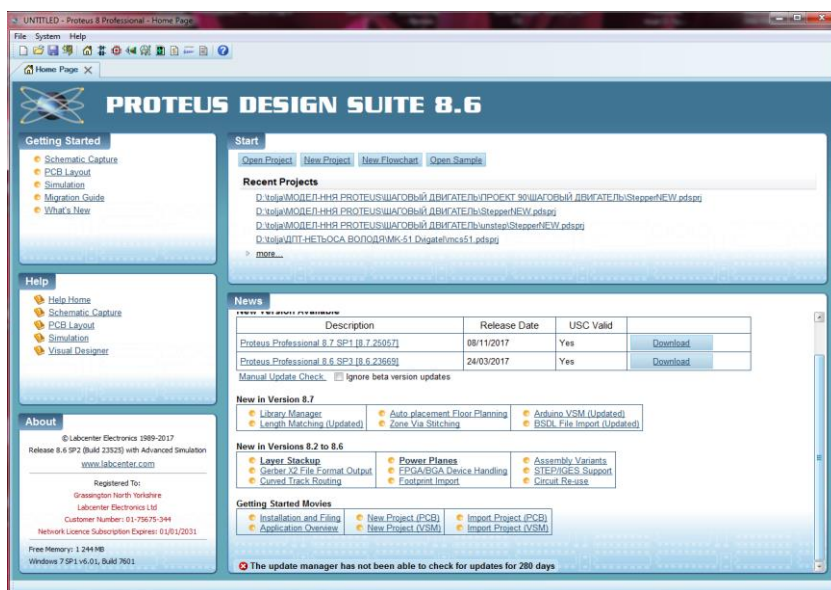 UNTITLED - Proteus 8 Professional - Home Page
File System Help
Home Page
PROTEUS DESIGN SUITE 8.6
Getting Started
Schematic Capture
PCB Layout
Simulation
Migration Guide
What's New
Start
Open Project New Project New Flowchart Open Sample
Recent Projects
D:\tolja\МОДЕЛ-ННЯ PROTEUS\ШАГОВЫЙ ДВИГАТЕЛЬ\ПРОЕКТ 90\ШАГОВЫЙ ДВИГАТЕЛЬ\StepperNEW.pdsprj
D:\tolja\МОДЕЛ-ННЯ PROTEUS\ШАГОВЫЙ ДВИГАТЕЛЬ\StepperNEW.pdsprj
D:\tolja\МОДЕЛ-ННЯ PROTEUS\ШАГОВЫЙ ДВИГАТЕЛЬ\unstep\StepperNEW.pdsprj
D:\tolja\ДПТ-НЕТЬОСА ВОЛОДЯ\МК-51 Dvigatel\mcs51.pdsprj
more...
Help
Help Home
Schematic Capture
PCB Layout
Simulation
Visual Designer
News
New Version Available
Description Release Date USC Valid
Proteus Professional 8.7 SP1 [8.7.25057] 08/11/2017 Yes Download
Proteus Professional 8.6 SP3 [8.6.23669] 24/03/2017 Yes Download
Manual Update Check Ignore beta version updates
New in Version 8.7
Library Manager Auto placement Floor Planning Arduino VSM (Updated)
Length Matching (Updated) Zone Via Stitching BSDL File Import (Updated)
New in Versions 8.2 to 8.6
Layer Stackup Power Planes Assembly Variants
Gerber X2 File Format Output FPGA/BGA Device Handling STEP/IGES Support
Curved Track Routing Footprint Import Circuit Re-use
Getting Started Movies
Installation and Filing New Project (PCB) Import Project (PCB)
Application Overview New Project (VSM) Import Project (VSM)
The update manager has not been able to check for updates for 280 days
About
© Labcenter Electronics 1989-2017
Release 8.6 SP2 (Build 23525) with Advanced Simulation
www.labcenter.com
Registered To:
Grassington North Yorkshire
Labcenter Electronics Ltd
Customer Number: 01-75675-344
Network Licence Subscription Expires: 01/01/2031
Free Memory: 1 244 MB
Windows 7 SP1 v6.01, Build 7601